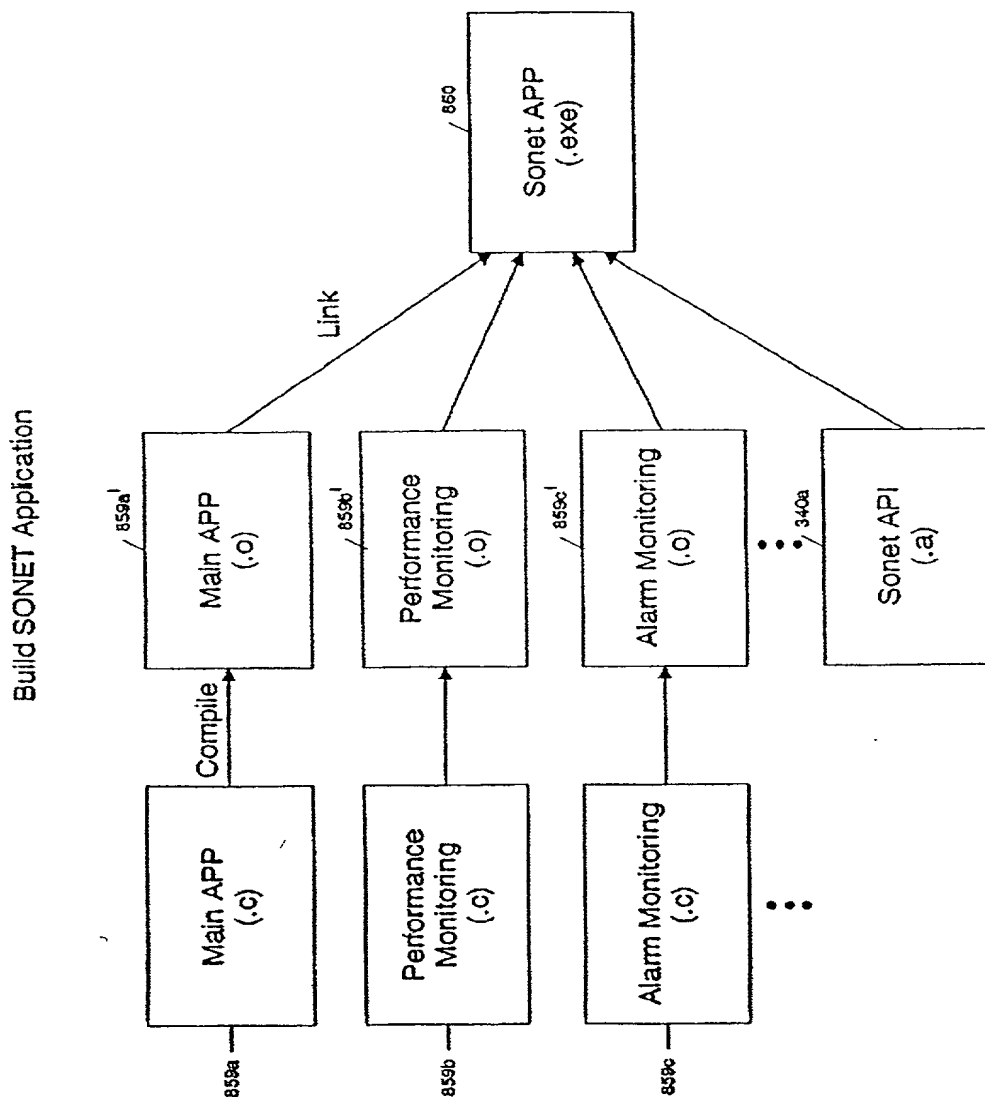 Build SONET Application
859a
Main APP
(.c)
Compile
859a'
Main APP
(.o)
859b
Performance
Monitoring
(.c)
859b'
Performance
Monitoring
(.o)
859c
Alarm Monitoring
(.c)
859c'
Alarm Monitoring
(.o)
340a
Sonet API
(.a)
Link
860
Sonet APP
(.exe)